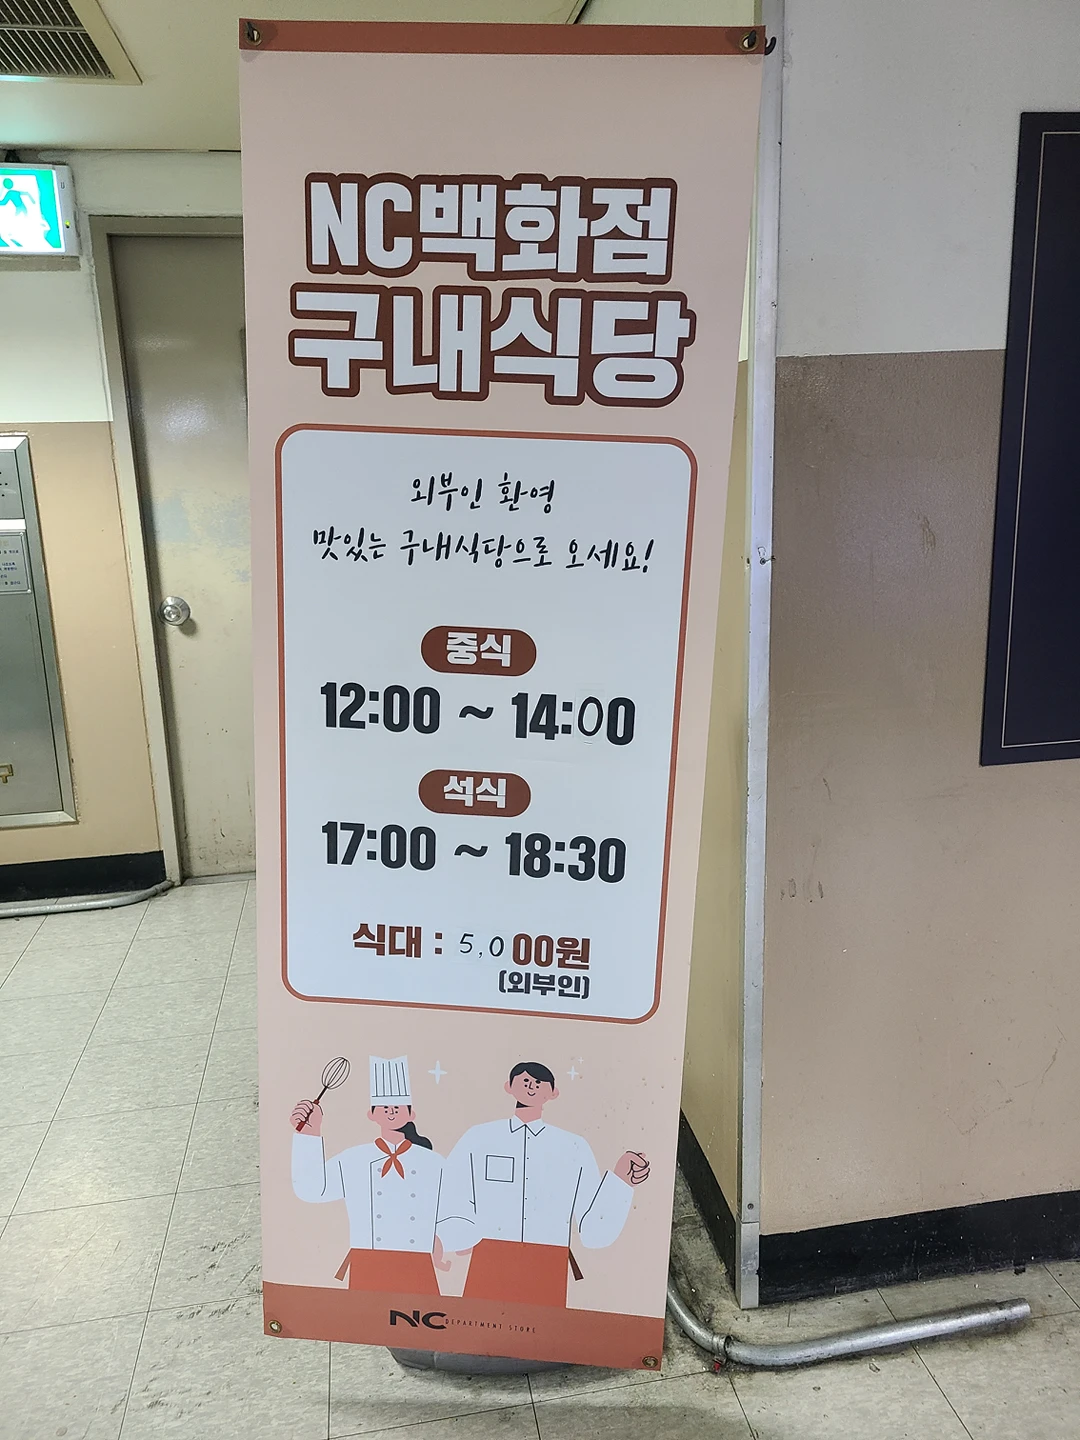 NC백화점
구내식당
외부인 환영
맛있는 구내식당으로 오세요!
중식
12:00 ~ 14:00
석식
17:00 ~ 18:30
식대 : 5,000원
(외부인)
NC DEPARTMENT STORE